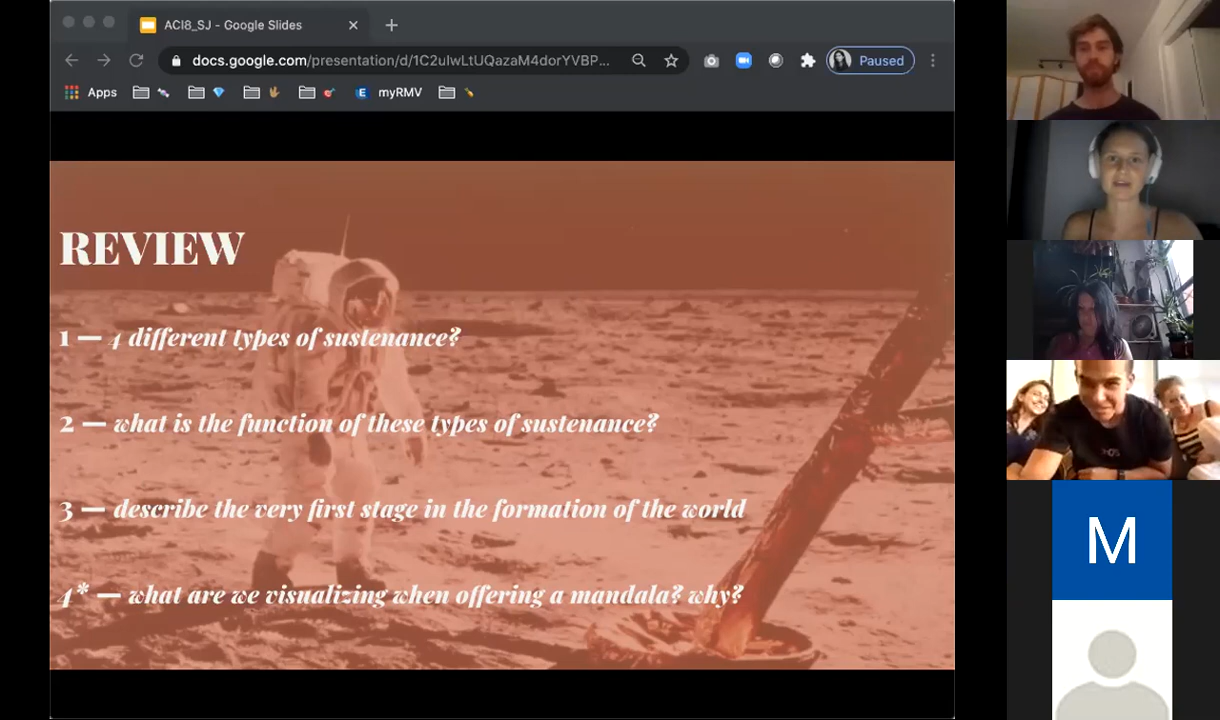 ACI8_SJ - Google Slides
docs.google.com/presentation/d/1C2ulwLtUQazaM4dorYVBP...
Paused
Apps
E
myRMV
REVIEW
1 — 4 different types of sustenance?
2 — what is the function of these types of sustenance?
3 — describe the very first stage in the formation of the world
4* — what are we visualizing when offering a mandala? why?
M